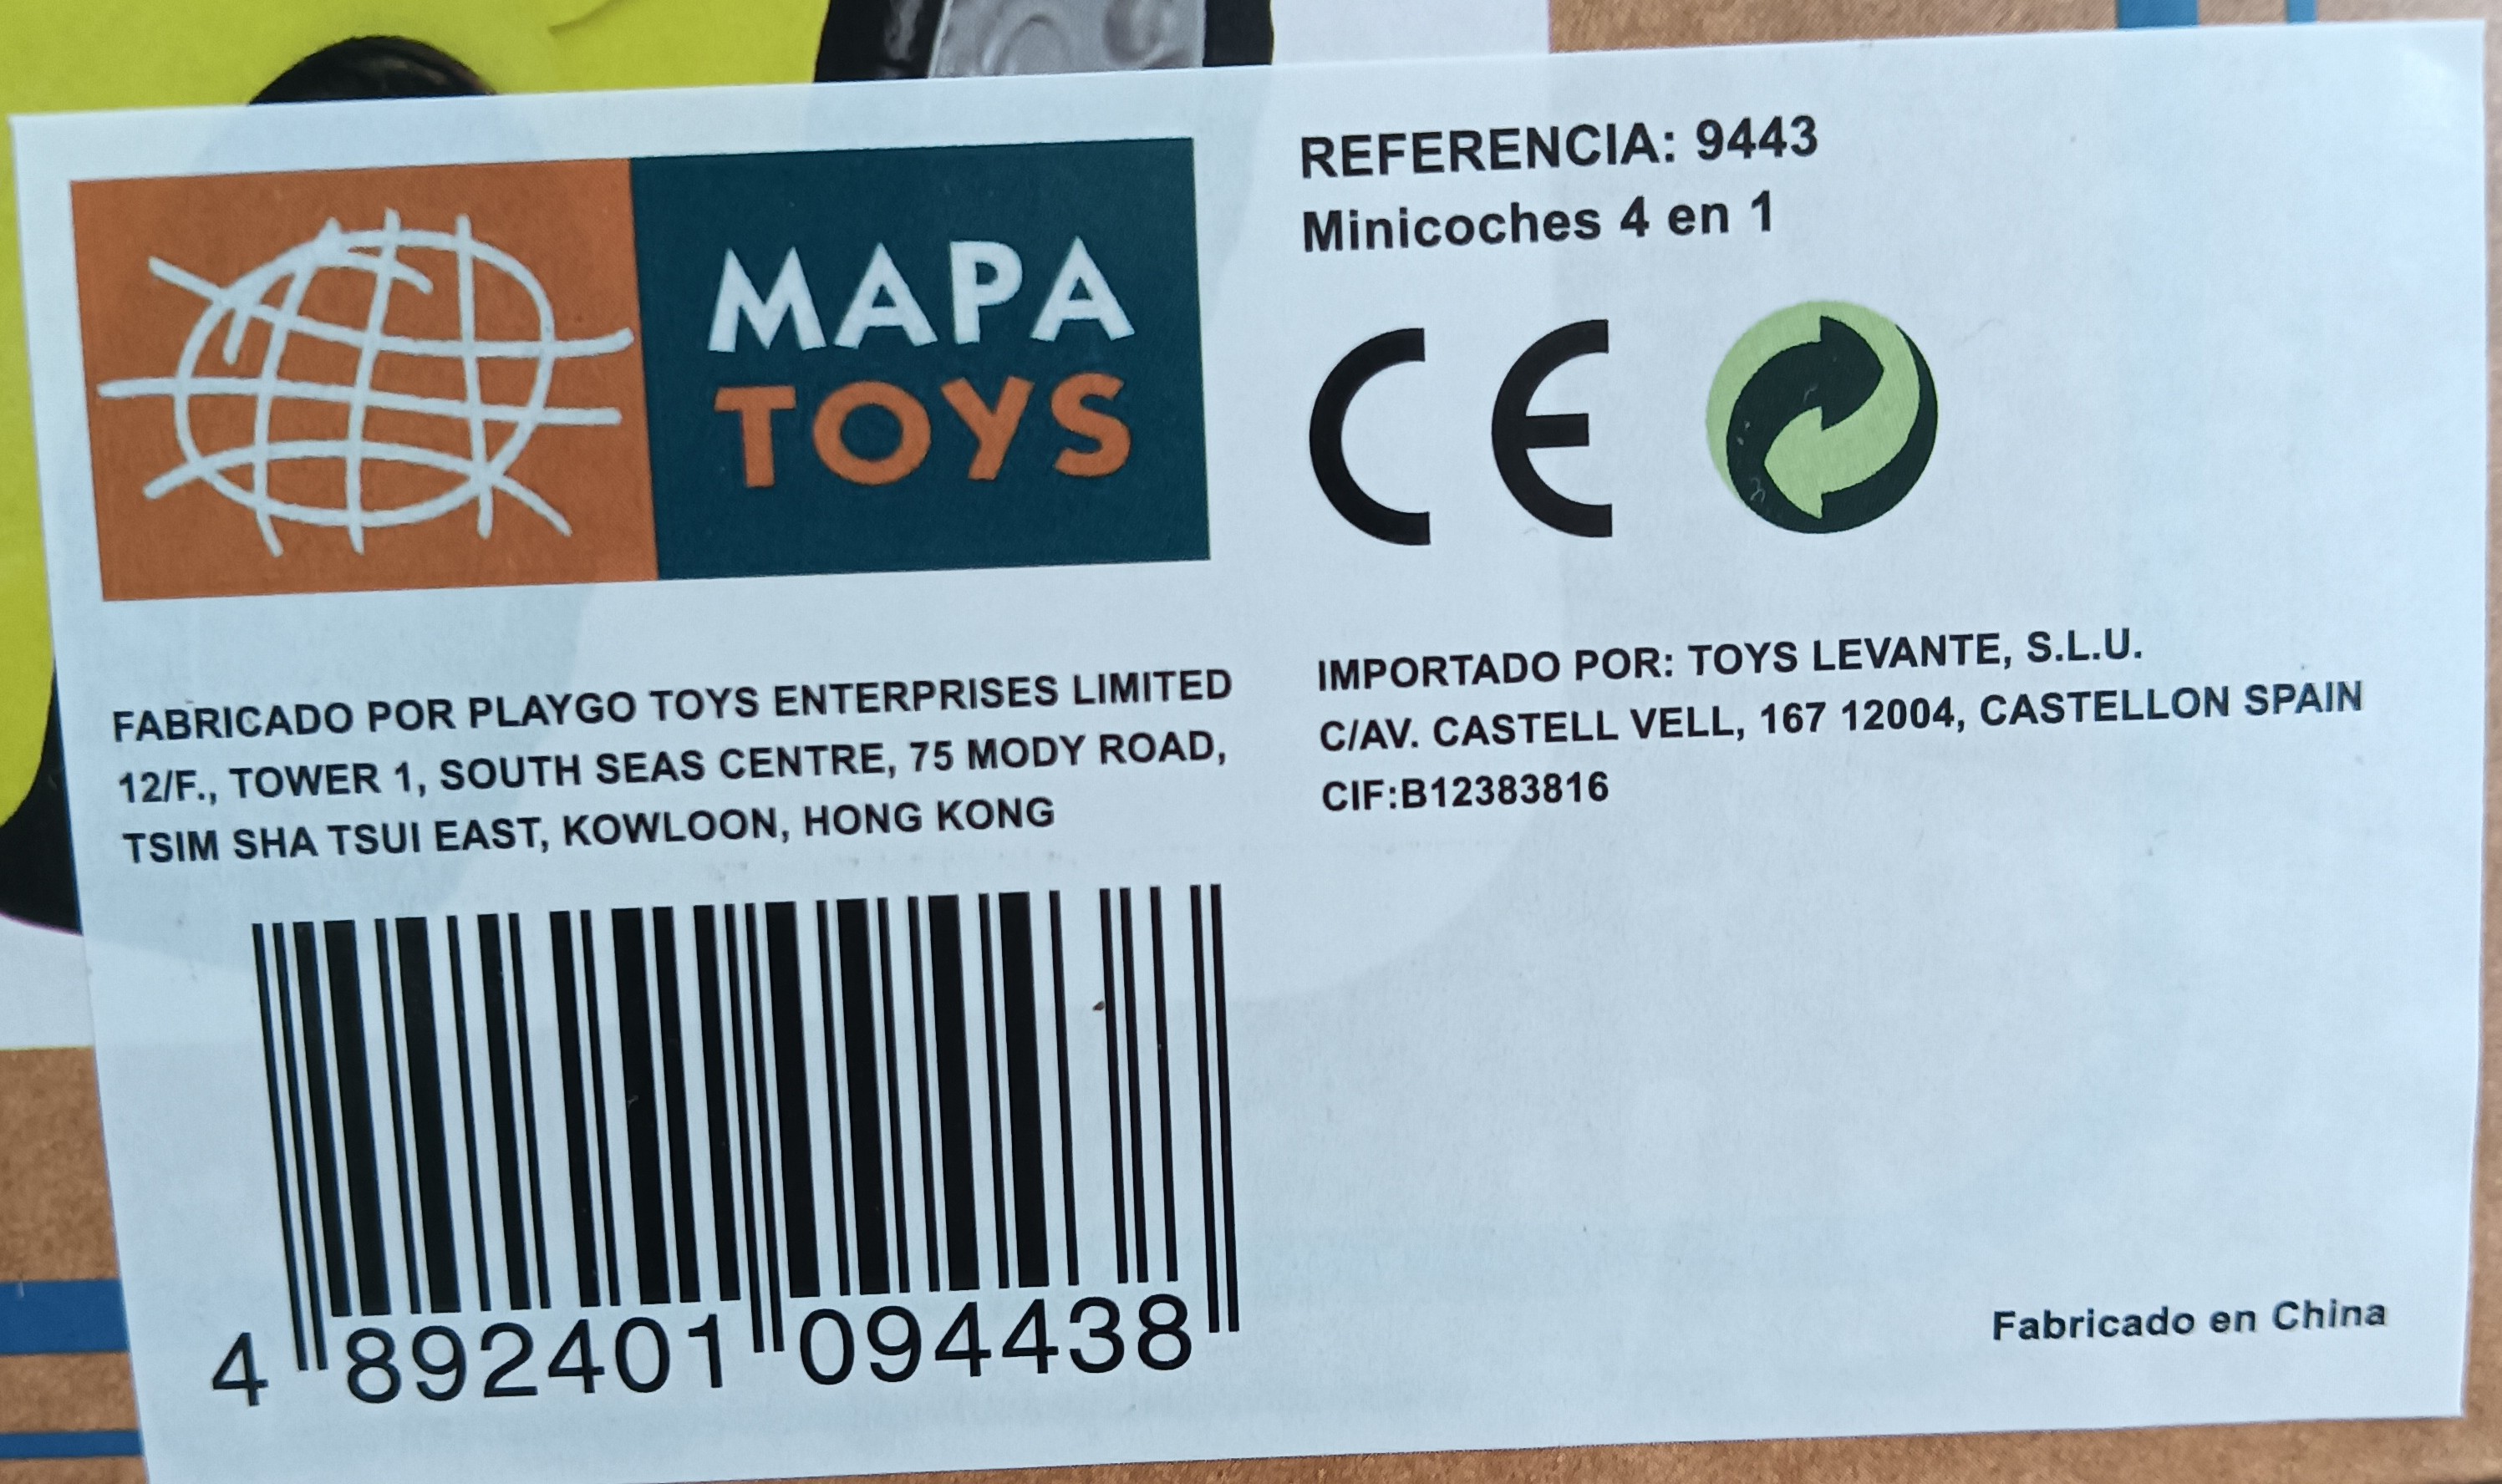 MAPA
TOYS
REFERENCIA: 9443
Minicoches 4 en 1
CE
FABRICADO POR PLAYGO TOYS ENTERPRISES LIMITED
12/F., TOWER 1, SOUTH SEAS CENTRE, 75 MODY ROAD,
TSIM SHA TSUI EAST, KOWLOON, HONG KONG
IMPORTADO POR: TOYS LEVANTE, S.L.U.
C/AV. CASTELL VELL, 167 12004, CASTELLON SPAIN
CIF:B12383816
4 892401 094438
Fabricado en China